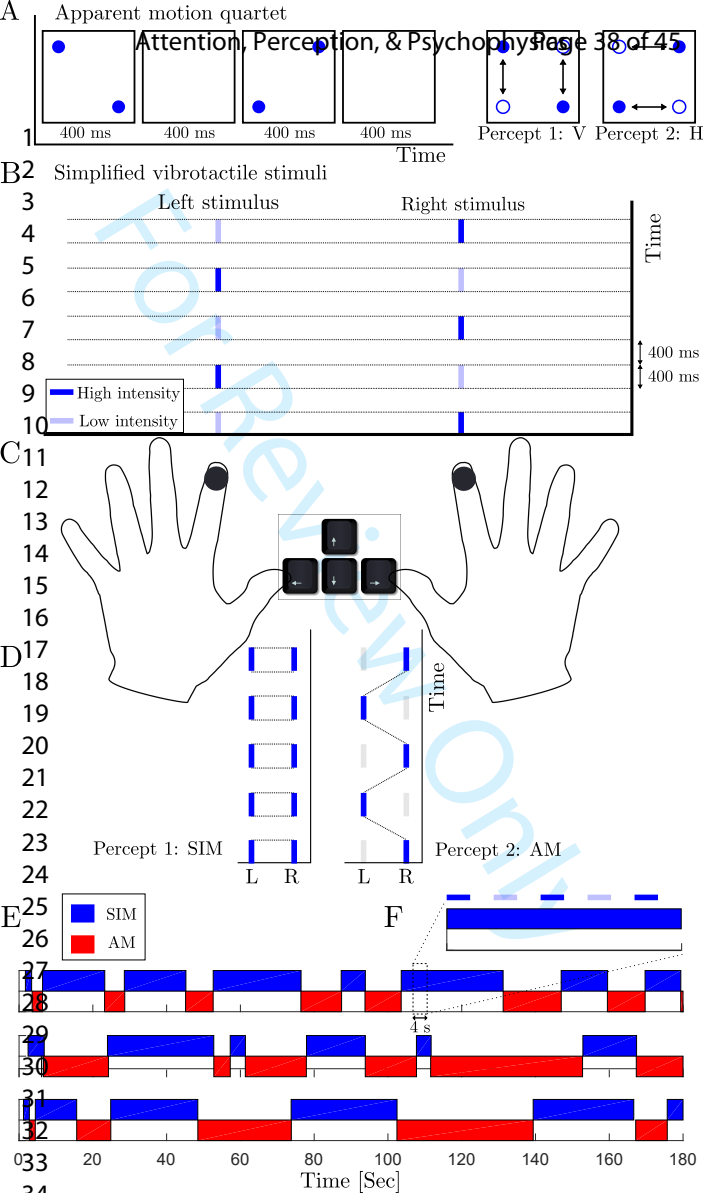 A
Apparent motion quartet
Attention, Perception, & Psychophysics
Page 38 of 45
400 ms
400 ms
400 ms
400 ms
Percept 1: V
Percept 2: H
1
Time
B
2
Simplified vibrotactile stimuli
3
Left stimulus
Right stimulus
4
Time
5
6
7
8
400 ms
400 ms
9
High intensity
10
Low intensity
C
11
12
13
14
15
16
D
17
18
Time
19
20
21
22
23
Percept 1: SIM
Percept 2: AM
24
L
R
L
R
E
25
SIM
F
26
AM
27
28
4 s
29
30
31
32
0
20
40
60
80
100
120
140
160
180
33
Time [Sec]
34
For Review Only